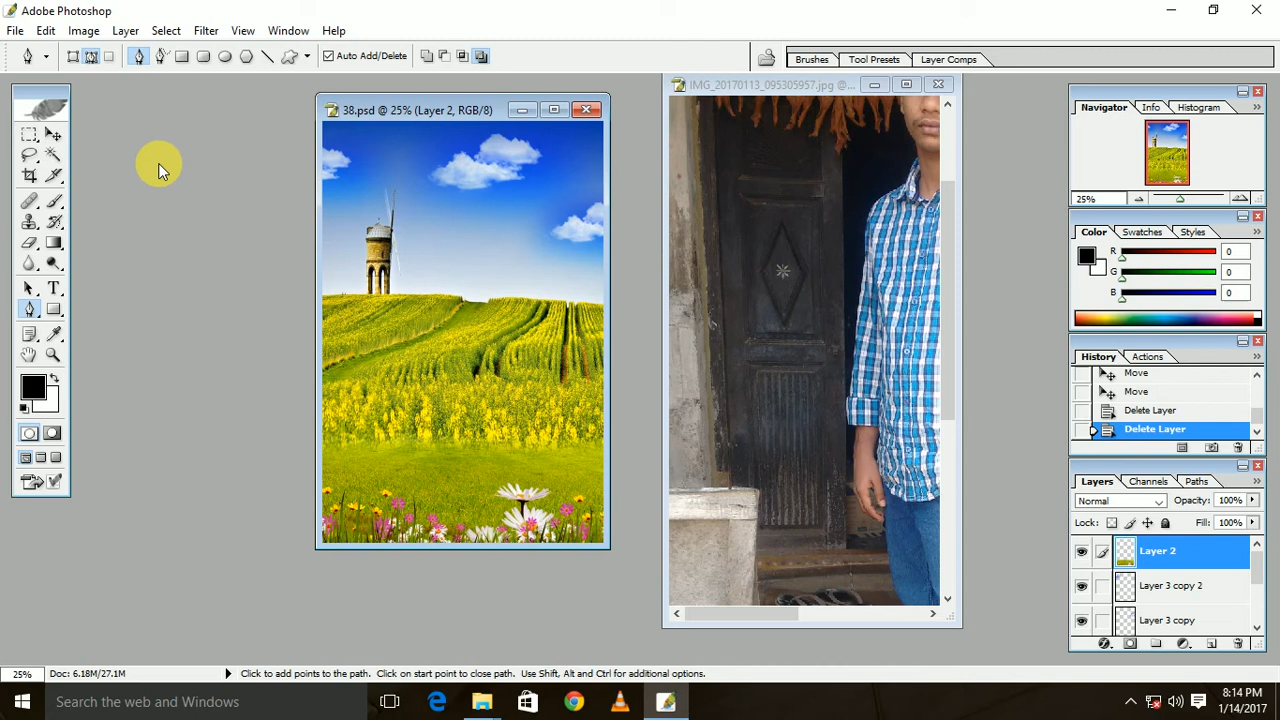 Adobe Photoshop
File Edit Image Layer Select Filter View Window Help
Auto Add/Delete
Brushes Tool Presets Layer Comps
38.psd @ 25% (Layer 2, RGB/8)
IMG_20170113_095305957.jpg @...
Navigator Info Histogram
25%
Color Swatches Styles
R 0
G 0
B 0
History Actions
Move
Move
Delete Layer
Delete Layer
Layers Channels Paths
Normal Opacity: 100%
Lock: Fill: 100%
Layer 2
Layer 3 copy 2
Layer 3 copy
25% Doc: 6.18M/27.1M Click to add points to the path. Click on start point to close path. Use Shift, Alt and Ctrl for additional options.
Search the web and Windows
8:14 PM
1/14/2017